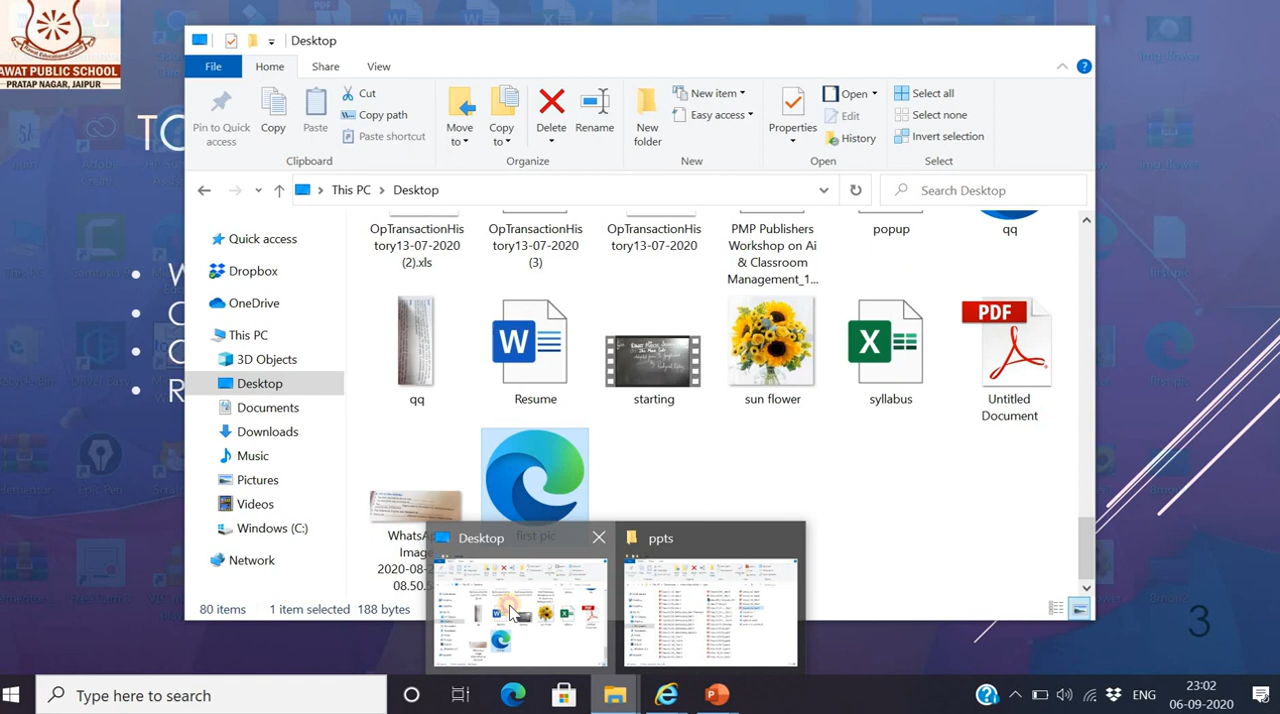 AWAT PUBLIC SCHOOL
PRATAP NAGAR, JAIPUR
Desktop
File
Home
Share
View
Pin to Quick
access
Copy
Paste
Cut
Copy path
Paste shortcut
Clipboard
Move
to
Copy
to
Delete
Rename
Organize
New
folder
New item
Easy access
New
Properties
Open
Edit
History
Open
Select all
Select none
Invert selection
Select
This PC
Desktop
Search Desktop
Quick access
Dropbox
OneDrive
This PC
3D Objects
Desktop
Documents
Downloads
Music
Pictures
Videos
Windows (C:)
Network
OpTransactionHis
tory13-07-2020
(2).xls
OpTransactionHis
tory13-07-2020
(3)
OpTransactionHis
tory13-07-2020
PMP Publishers
Workshop on Ai
& Classroom
Management_1...
popup
qq
qq
Resume
starting
sun flower
syllabus
PDF
Untitled
Document
WhatsA
Imag
2020-08-
08.50.5
first pic
80 items
1 item selected
188 bytes
Desktop
ppts
3
Type here to search
ENG
23:02
06-09-2020